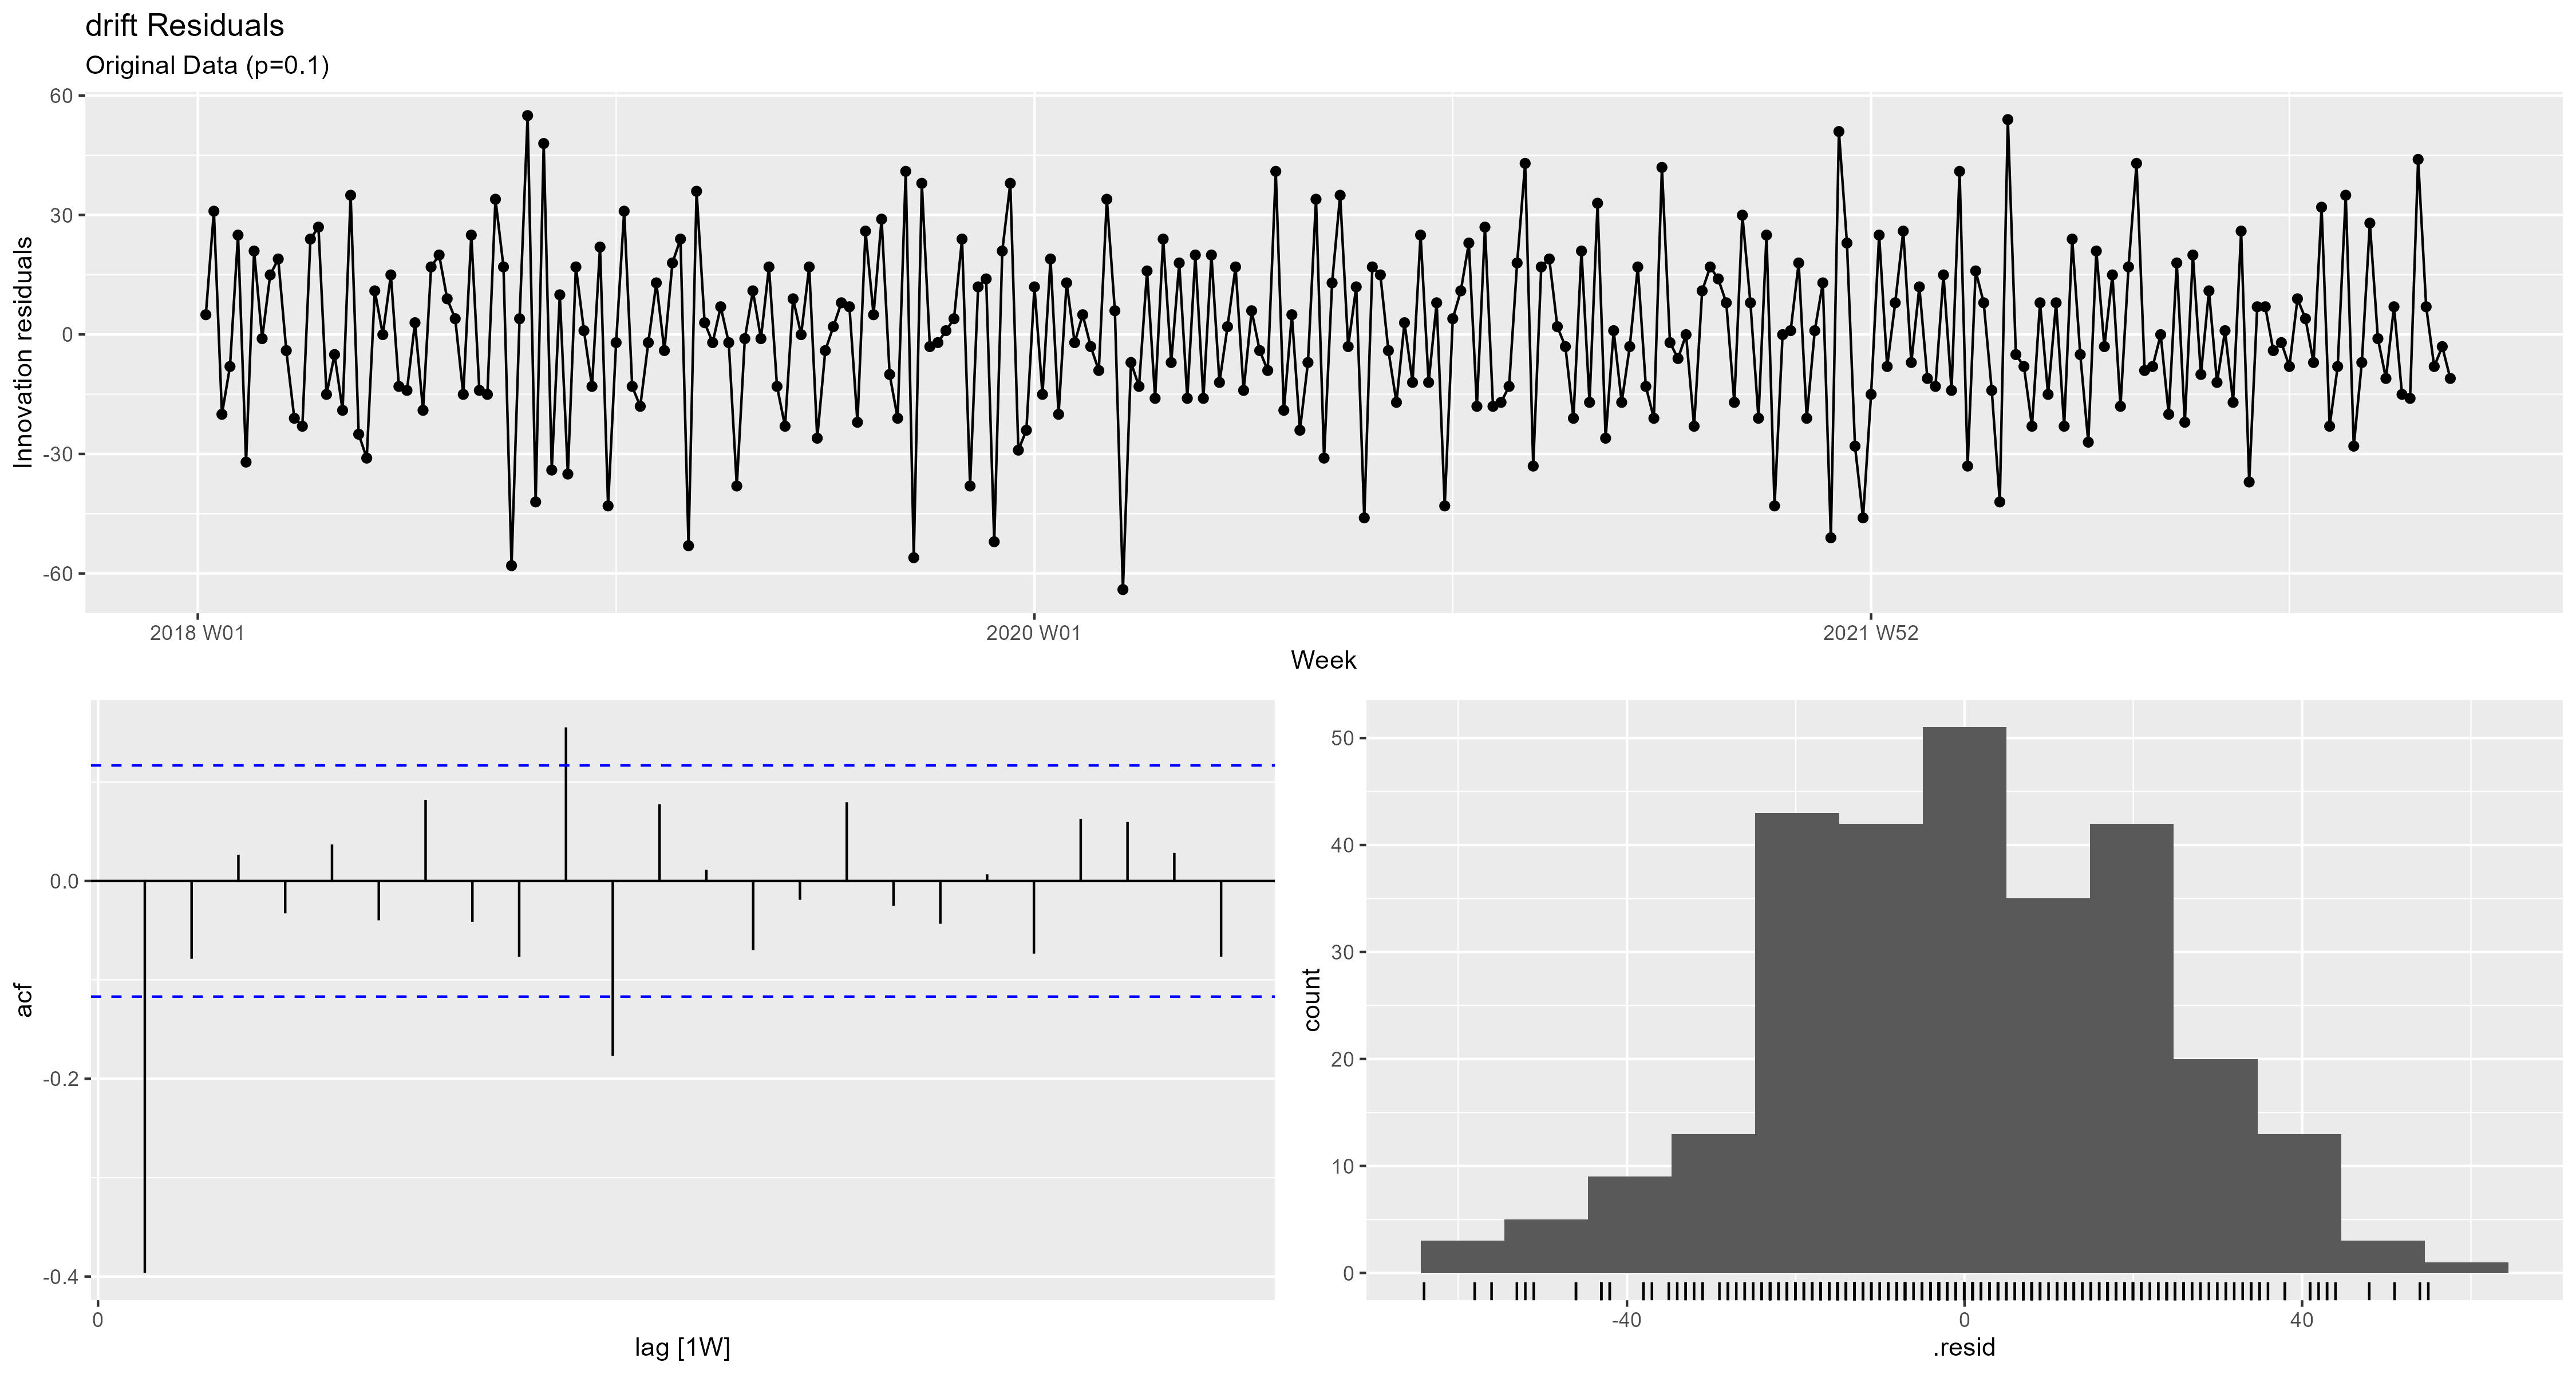 drift Residuals
Original Data (p=0.1)
60
30
0
-30
-60
Innovation residuals
2018 W01
2020 W01
2021 W52
Week
0.0
-0.2
-0.4
acf
0
lag [1W]
50
40
30
20
10
0
count
-40
0
40
.resid